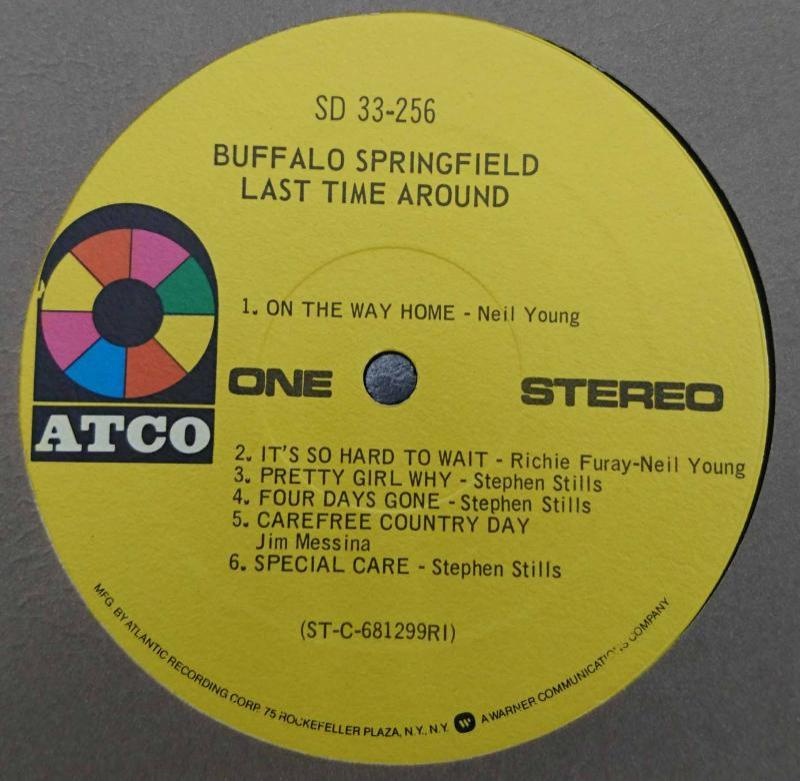 SD 33-256
BUFFALO SPRINGFIELD
LAST TIME AROUND
1. ON THE WAY HOME - Neil Young
ONE
STEREO
ATCO
2. IT'S SO HARD TO WAIT - Richie Furay-Neil Young
3. PRETTY GIRL WHY - Stephen Stills
4. FOUR DAYS GONE - Stephen Stills
5. CAREFREE COUNTRY DAY
Jim Messina
6. SPECIAL CARE - Stephen Stills
(ST-C-681299RI)
MFG. BY ATLANTIC RECORDING CORP. 75 ROCKEFELLER PLAZA, N.Y., N.Y. W A WARNER COMMUNICATIONS COMPANY